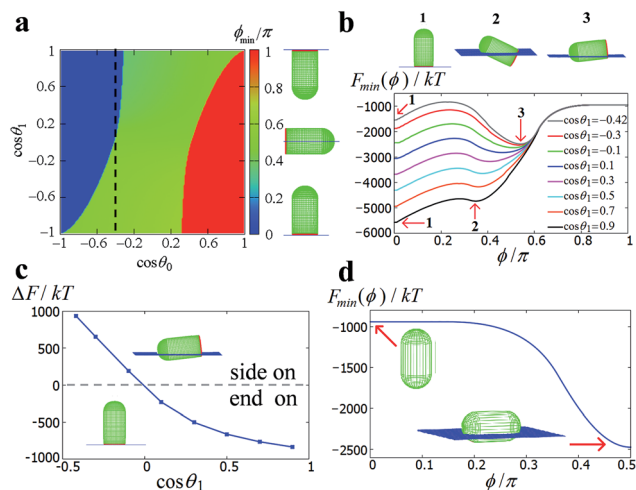 a
ϕmin/π
cosθ1
1
0.6
0.2
-0.2
-0.6
-1
-1 -0.6 -0.2 0.2 0.6 1
cosθ0
1
0.8
0.6
0.4
0.2
0
b
1 2 3
Fmin(ϕ)/ kT
-1000
-2000
-3000
-4000
-5000
-6000
1
3
1
2
cosθ1=-0.42
cosθ1=-0.3
cosθ1=-0.1
cosθ1=0.1
cosθ1=0.3
cosθ1=0.5
cosθ1=0.7
cosθ1=0.9
0 0.2 0.4 0.6 0.8 1
ϕ/π
c
ΔF/ kT
1000
500
0
-500
-1000
side on
end on
-0.5 0 0.5 1
cosθ1
d
Fmin(ϕ)/ kT
-1000
-1500
-2000
-2500
0 0.1 0.2 0.3 0.4 0.5
ϕ/π